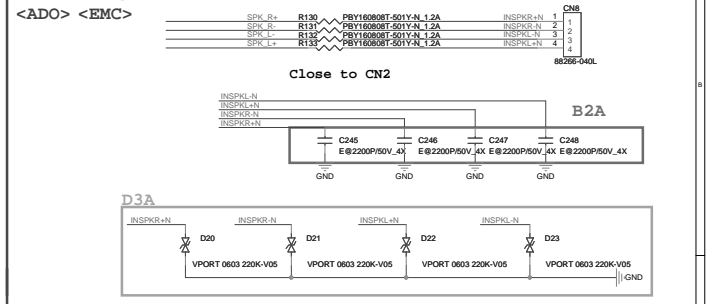 <ADO> <EMC>
CN8
SPK_R+ R130 PBY160808T-501Y-N_1.2A INSPKR+N 1 1
SPK_R- R131 PBY160808T-501Y-N_1.2A INSPKR-N 2 2
SPK_L- R132 PBY160808T-501Y-N_1.2A INSPKL-N 3 3
SPK_L+ R133 PBY160808T-501Y-N_1.2A INSPKL+N 4 4
88266-040L
Close to CN2
B
INSPKL-N
INSPKL+N
INSPKR-N
INSPKR+N
B2A
C245 C246 C247 C248
E@2200P/50V_4X E@2200P/50V_4X E@2200P/50V_4X E@2200P/50V_4X
GND GND GND GND
D3A
INSPKR+N INSPKR-N INSPKL+N INSPKL-N
D20 D21 D22 D23
VPORT 0603 220K-V05 VPORT 0603 220K-V05 VPORT 0603 220K-V05 VPORT 0603 220K-V05
GND